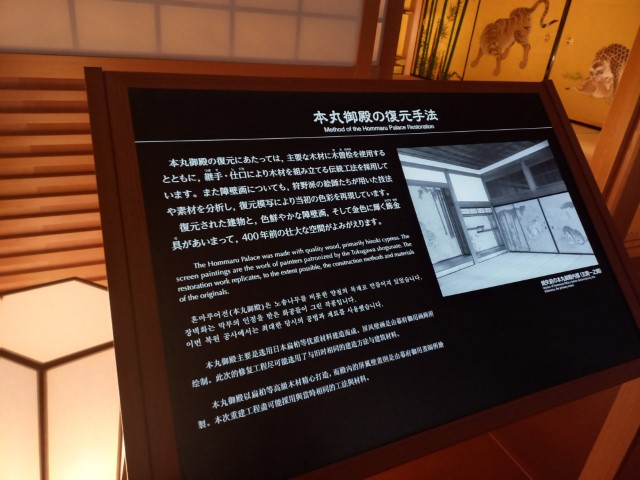 本丸御殿の復元手法
Method of the Hommaru Palace Restoration
本丸御殿の復元にあたっては，主要な木材に木曽桧を使用する
とともに，継手・仕口により木材を組み立てる伝統工法を採用して
います。また障壁画についても，狩野派の絵師たちが用いた技法
や素材を分析し，復元模写により当初の色彩を再現しています。
復元された建物と，色鮮やかな障壁画，そして金色に輝く飾金
具があいまって，400年前の壮大な空間がよみがえります。
The Hommaru Palace was made with quality wood, primarily hinoki cypress. The
screen paintings are the work of painters patronized by the Tokugawa shogunate. The
restoration work replicates, to the extent possible, the construction methods and materials
of the originals.
혼마루어전(本丸御殿)은 노송나무를 비롯한 양질의 목재로 만들어져 있었습니다.
장벽화는 막부의 인정을 받은 화공들이 그린 작품입니다.
이번 복원 공사에서는 최대한 당시의 공법과 재료를 사용했습니다.
本丸御殿主要是选用日本扁柏等优质材料建造而成，屏风壁画是由幕府御用画师所
绘制。此次的修复工程尽可能选用了与旧时相同的建造方法与建筑材料。
本丸御殿以扁柏等高級木材精心打造，而殿內的屏風壁畫則是由幕府御用畫師所繪
製。本次重建工程盡可能採用與當時相同的工法與材料。